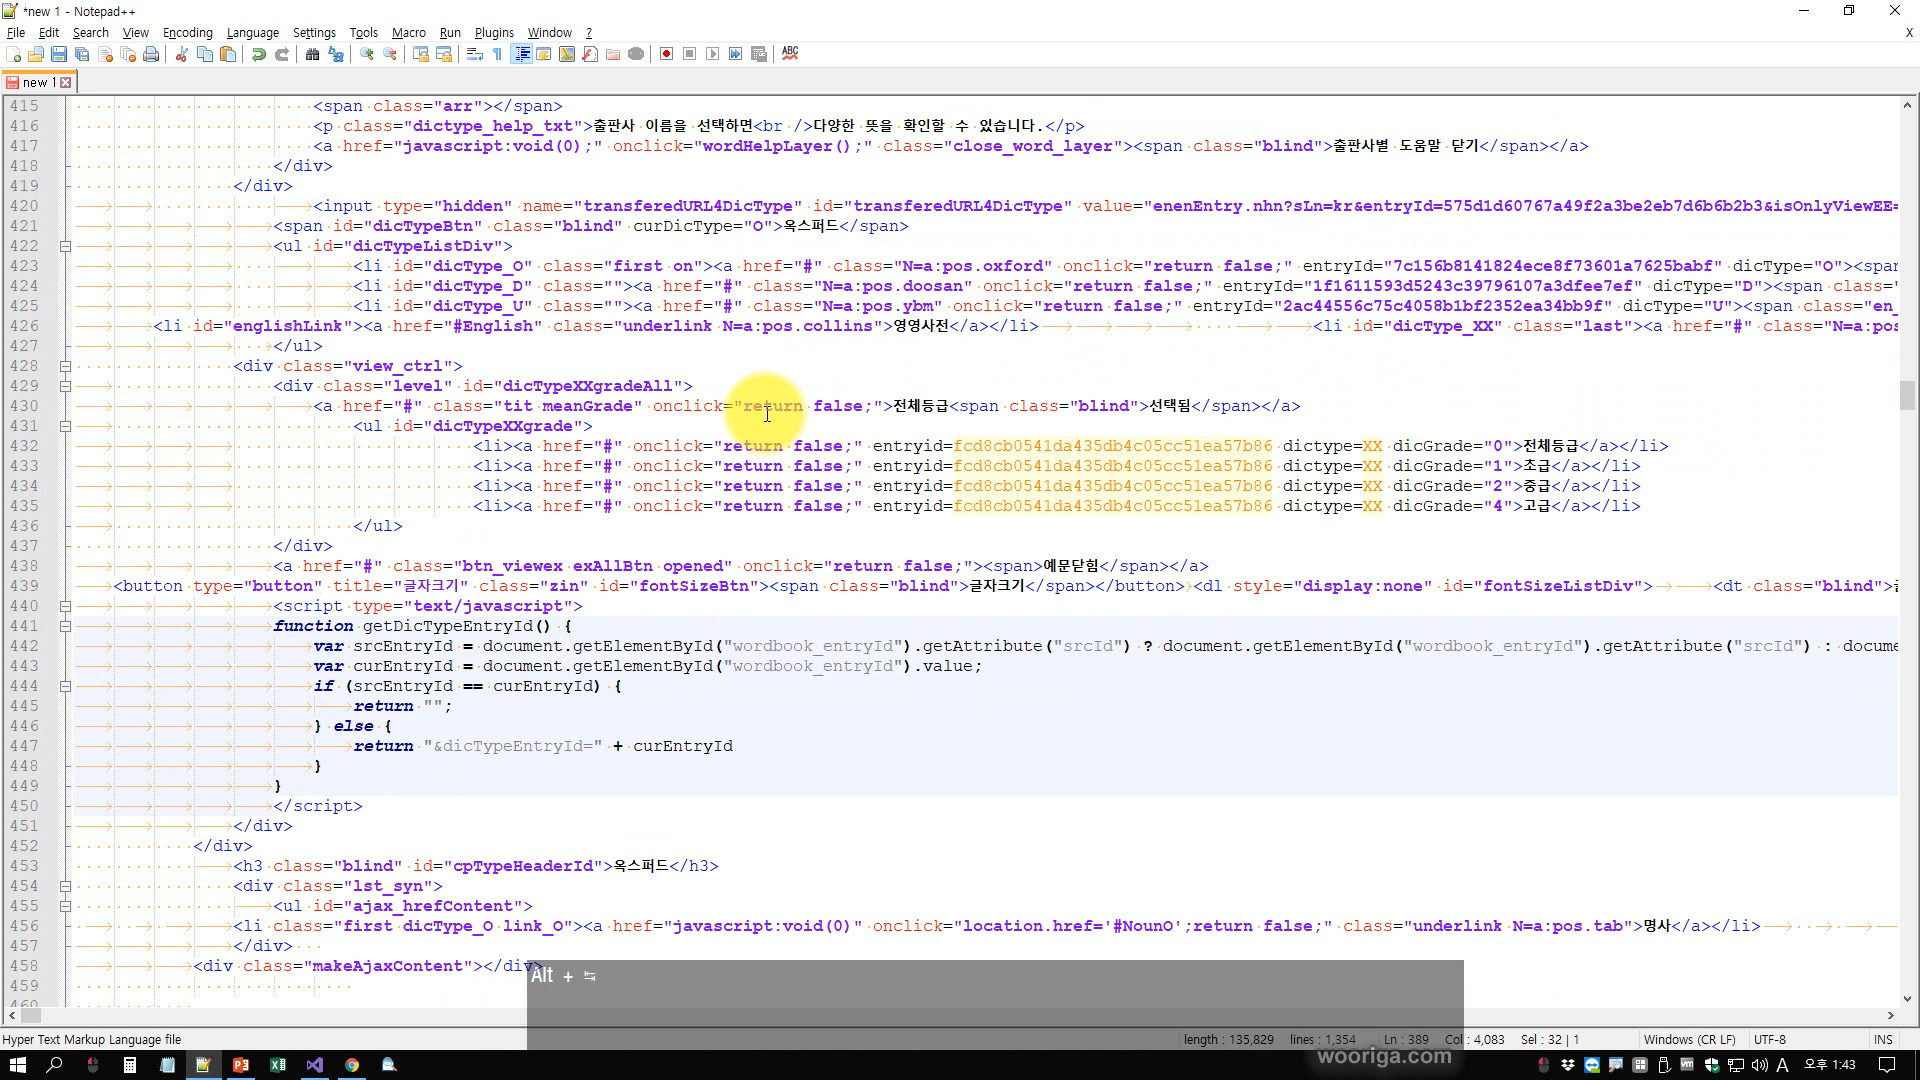 *new 1 - Notepad++
File Edit Search View Encoding Language Settings Tools Macro Run Plugins Window ? X
new 1
415 <span class="arr"></span>
416 <p class="dictype_help_txt">출판사 이름을 선택하면<br />다양한 뜻을 확인할 수 있습니다.</p>
417 <a href="javascript:void(0);" onclick="wordHelpLayer();" class="close_word_layer"><span class="blind">출판사별 도움말 닫기</span></a>
418 </div>
419 </div>
420 <input type="hidden" name="transferedURL4DicType" id="transferedURL4DicType" value="enenEntry.nhn?sLn=kr&entryId=575d1d60767a49f2a3be2eb7d6b6b2b3&isOnlyViewEE=
421 <span id="dicTypeBtn" class="blind" curDicType="O">옥스퍼드</span>
422 <ul id="dicTypeListDiv">
423 <li id="dicType_O" class="first on"><a href="#" class="N=a:pos.oxford" onclick="return false;" entryId="7c156b8141824ece8f73601a7625babf" dicType="O"><span
424 <li id="dicType_D" class=""><a href="#" class="N=a:pos.doosan" onclick="return false;" entryId="1f1611593d5243c39796107a3dfee7ef" dicType="D"><span class="
425 <li id="dicType_U" class=""><a href="#" class="N=a:pos.ybm" onclick="return false;" entryId="2ac44556c75c4058b1bf2352ea34bb9f" dicType="U"><span class="en_
426 <li id="englishLink"><a href="#English" class="underlink N=a:pos.collins">영영사전</a></li> <li id="dicType_XX" class="last"><a href="#" class="N=a:pos
427 </ul>
428 <div class="view_ctrl">
429 <div class="level" id="dicTypeXXgradeAll">
430 <a href="#" class="tit meanGrade" onclick="return false;">전체등급<span class="blind">선택됨</span></a>
431 <ul id="dicTypeXXgrade">
432 <li><a href="#" onclick="return false;" entryid=fcd8cb0541da435db4c05cc51ea57b86 dictype=XX dicGrade="0">전체등급</a></li>
433 <li><a href="#" onclick="return false;" entryid=fcd8cb0541da435db4c05cc51ea57b86 dictype=XX dicGrade="1">초급</a></li>
434 <li><a href="#" onclick="return false;" entryid=fcd8cb0541da435db4c05cc51ea57b86 dictype=XX dicGrade="2">중급</a></li>
435 <li><a href="#" onclick="return false;" entryid=fcd8cb0541da435db4c05cc51ea57b86 dictype=XX dicGrade="4">고급</a></li>
436 </ul>
437 </div>
438 <a href="#" class="btn_viewex exAllBtn opened" onclick="return false;"><span>예문닫힘</span></a>
439 <button type="button" title="글자크기" class="zin" id="fontSizeBtn"><span class="blind">글자크기</span></button><dl style="display:none" id="fontSizeListDiv"> <dt class="blind">
440 <script type="text/javascript">
441 function getDicTypeEntryId() {
442 var srcEntryId = document.getElementById("wordbook_entryId").getAttribute("srcId") ? document.getElementById("wordbook_entryId").getAttribute("srcId") : docume
443 var curEntryId = document.getElementById("wordbook_entryId").value;
444 if (srcEntryId == curEntryId) {
445 return "";
446 } else {
447 return "&dicTypeEntryId=" + curEntryId
448 }
449 }
450 </script>
451 </div>
452 </div>
453 <h3 class="blind" id="cpTypeHeaderId">옥스퍼드</h3>
454 <div class="lst_syn">
455 <ul id="ajax_hrefContent">
456 <li class="first dicType_O link_O"><a href="javascript:void(0)" onclick="location.href='#NounO';return false;" class="underlink N=a:pos.tab">명사</a></li>
457 </div>
458 <div class="makeAjaxContent"></div>
459
460
Alt +
Hyper Text Markup Language file length : 135,829 lines : 1,354 Ln : 389 Col : 4,083 Sel : 32 | 1 Windows (CR LF) UTF-8 INS
wooriga.com
A 오후 1:43